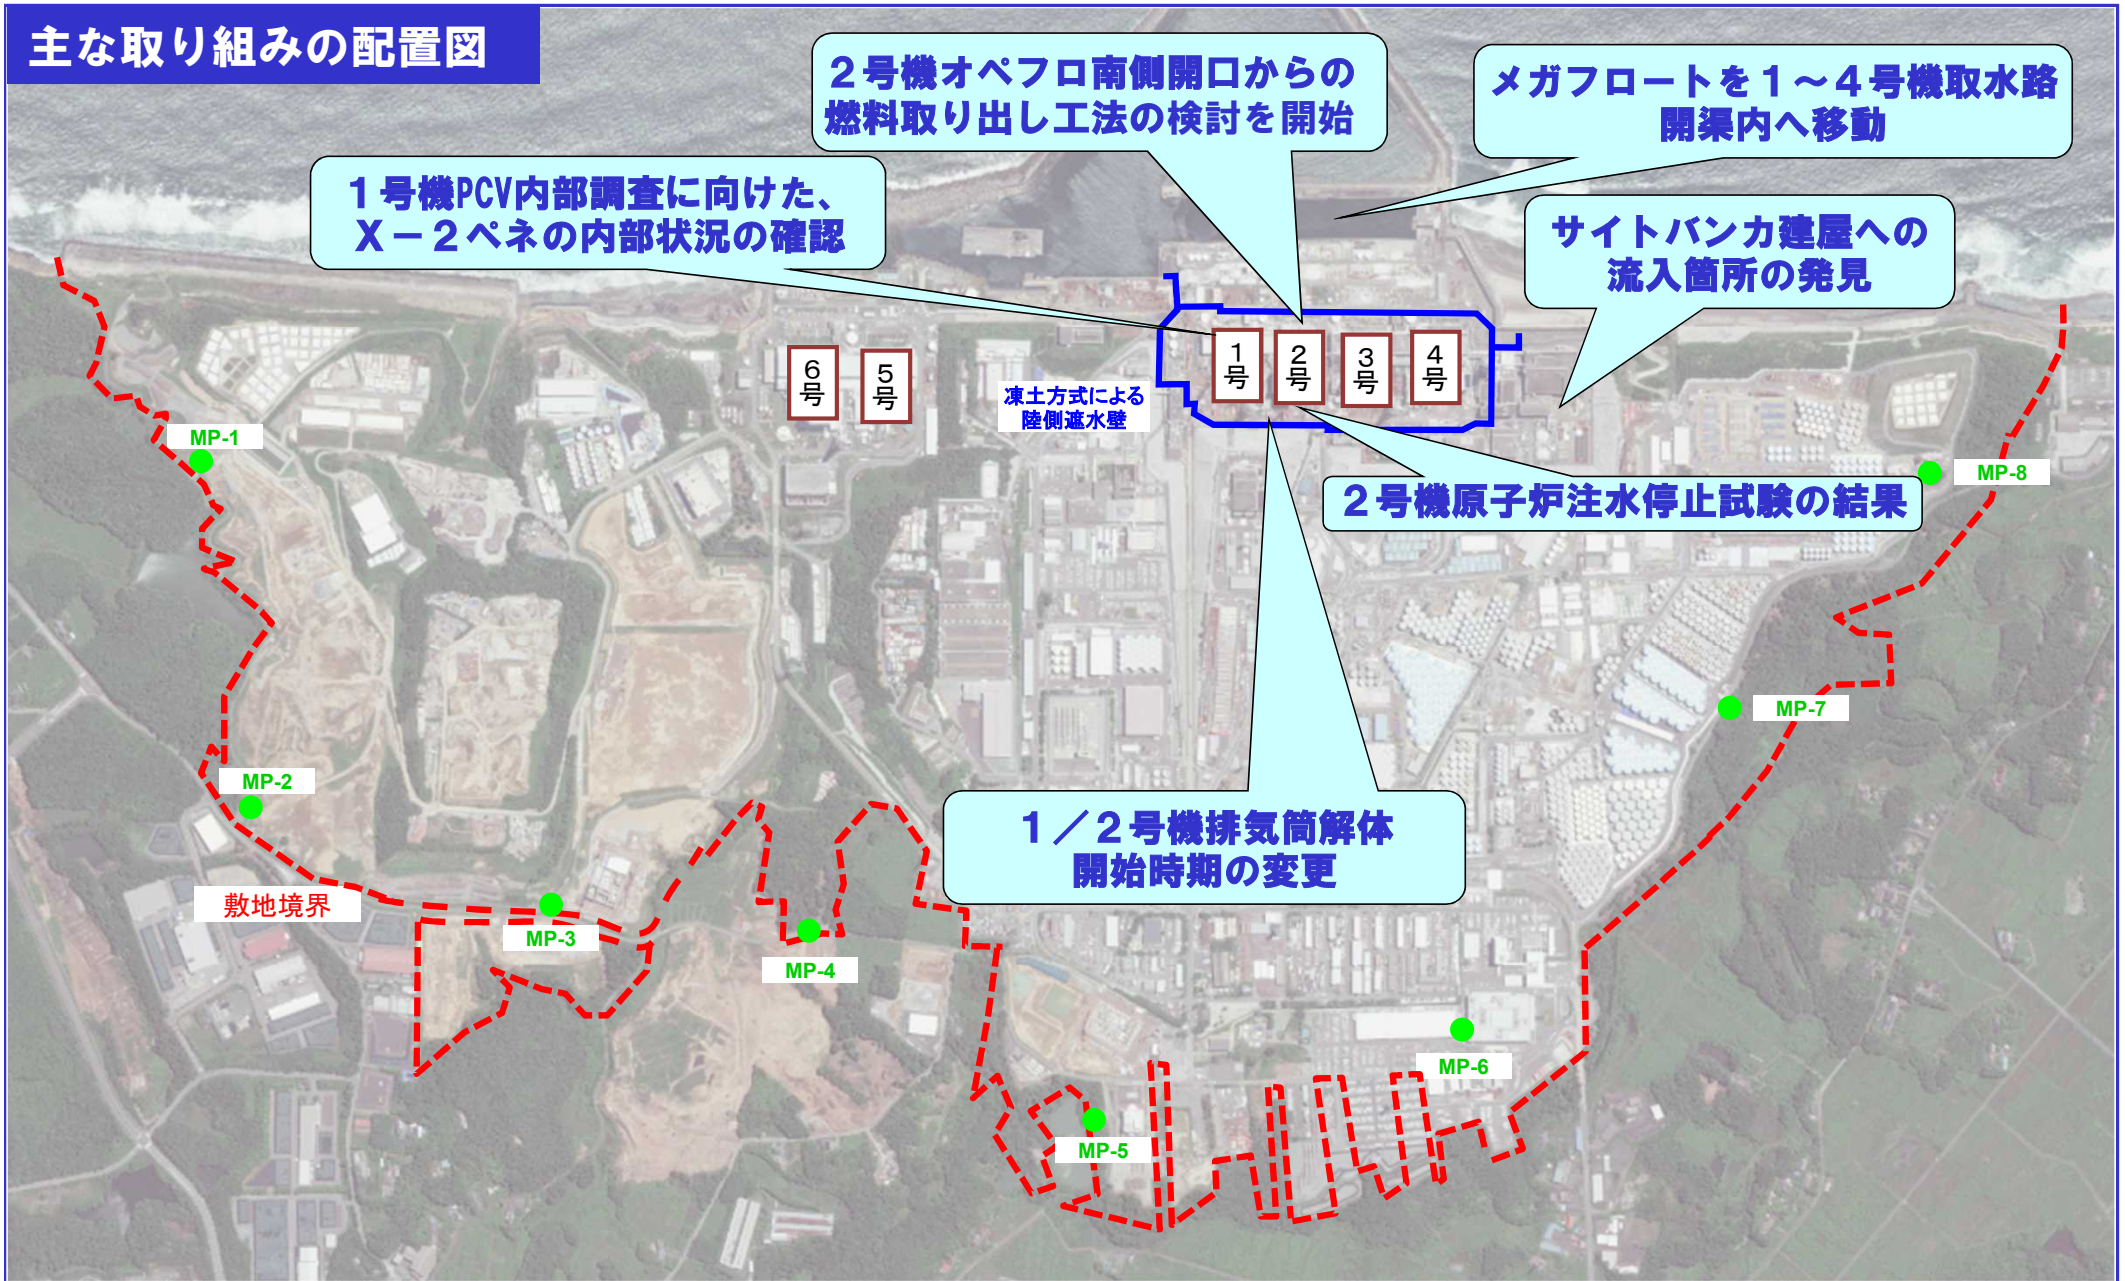 主な取り組みの配置図
２号機オペフロ南側開口からの
燃料取り出し工法の検討を開始
メガフロートを１～４号機取水路
開渠内へ移動
１号機PCV内部調査に向けた、
Ｘ－２ペネの内部状況の確認
サイトバンカ建屋への
流入箇所の発見
６号
５号
１号
２号
３号
４号
凍土方式による
陸側遮水壁
MP-1
MP-8
２号機原子炉注水停止試験の結果
MP-7
MP-2
１／２号機排気筒解体
開始時期の変更
敷地境界
MP-3
MP-4
MP-6
MP-5